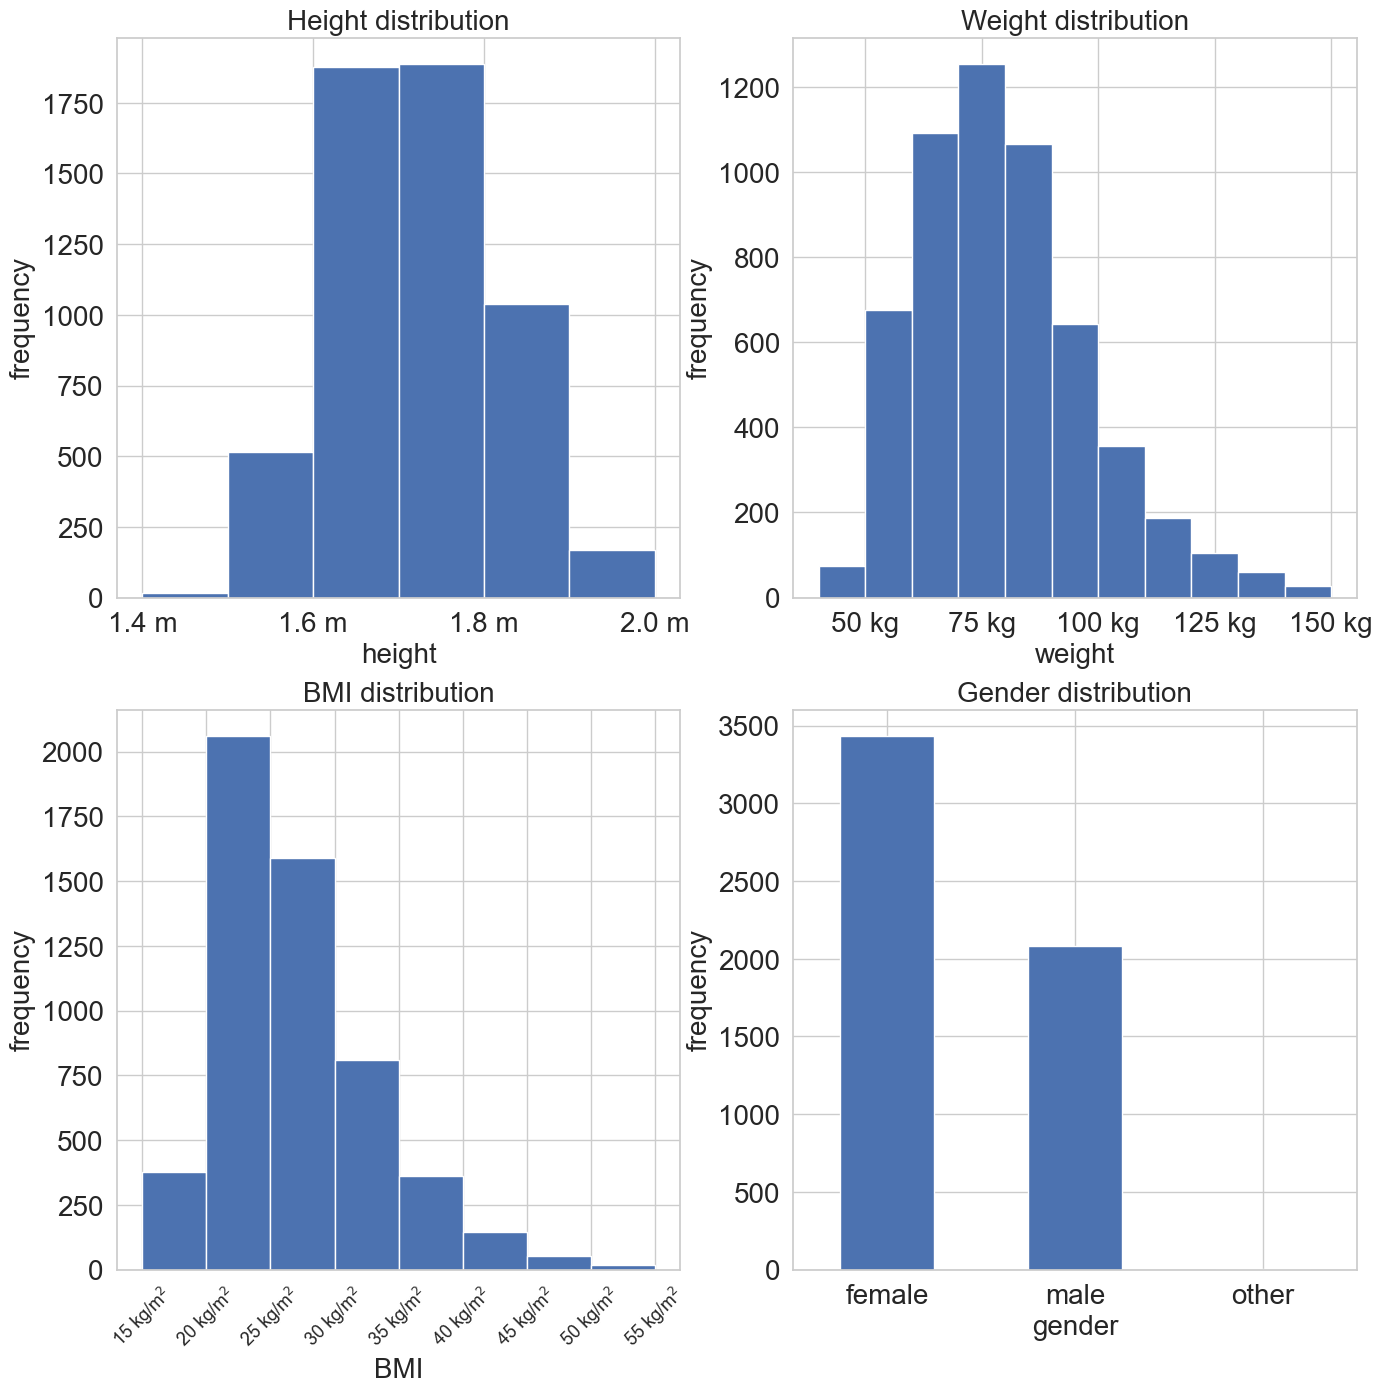 Height distribution
1750
1500
1250
1000
750
500
250
0
frequency
1.4 m 1.6 m 1.8 m 2.0 m
height
Weight distribution
1200
1000
800
600
400
200
0
frequency
50 kg 75 kg 100 kg 125 kg 150 kg
weight
BMI distribution
2000
1750
1500
1250
1000
750
500
250
0
frequency
15 kg/m² 20 kg/m² 25 kg/m² 30 kg/m² 35 kg/m² 40 kg/m² 45 kg/m² 50 kg/m² 55 kg/m²
BMI
Gender distribution
3500
3000
2500
2000
1500
1000
500
0
frequency
female male other
gender